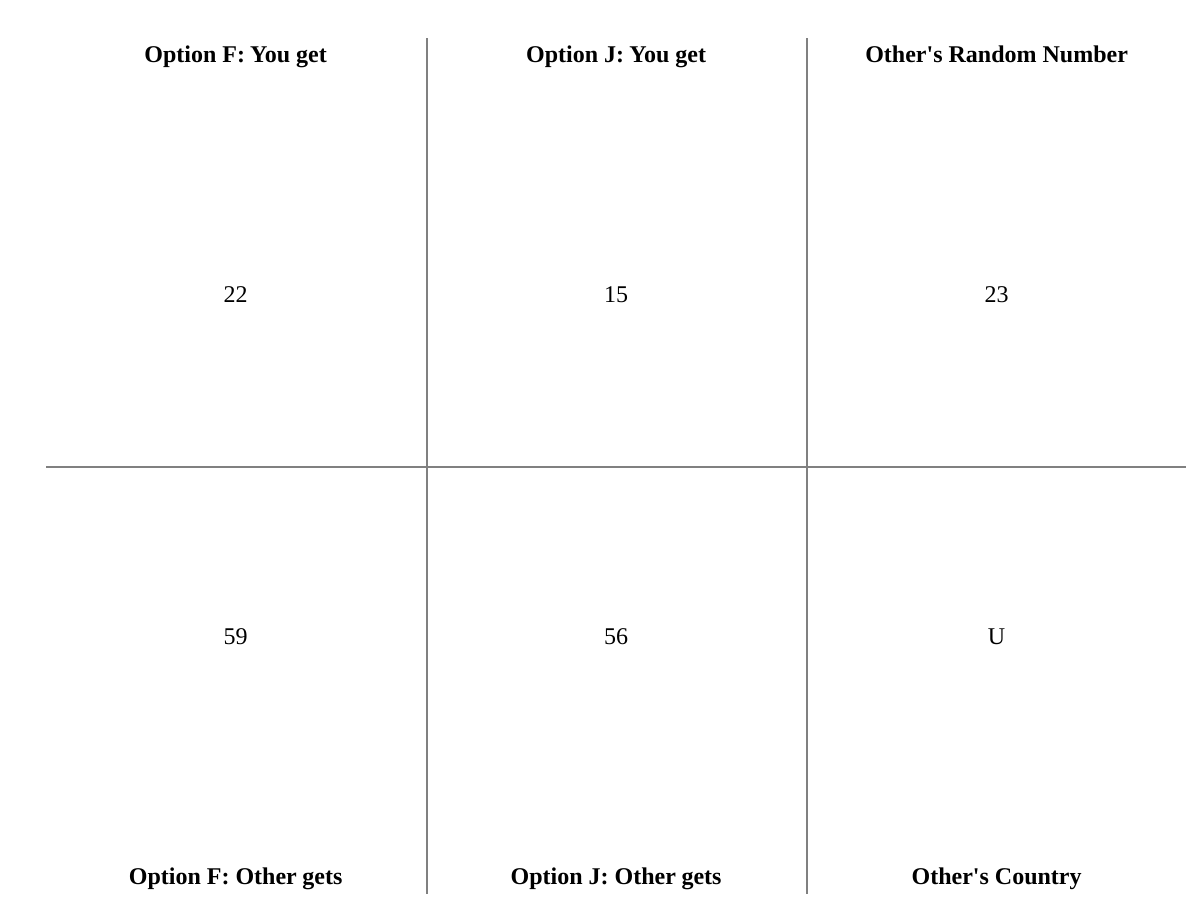 Option F: You get
Option J: You get
Other's Random Number
22
15
23
59
56
U
Option F: Other gets
Option J: Other gets
Other's Country